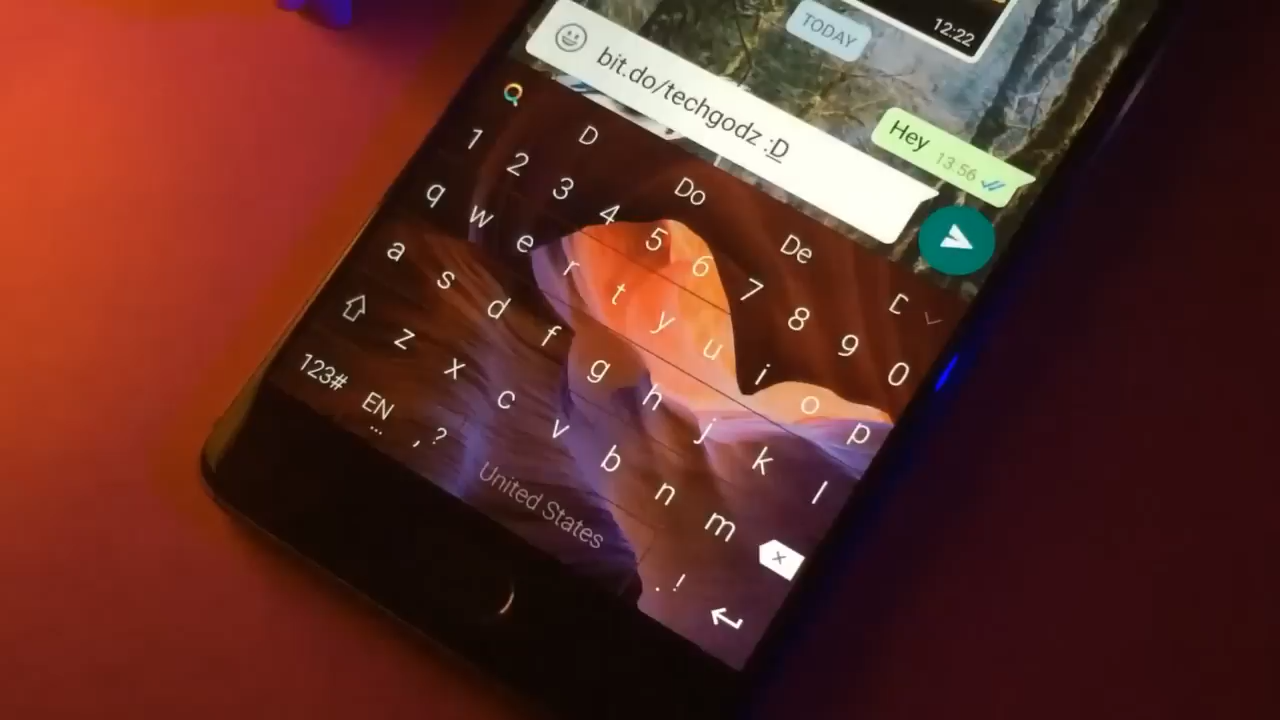 12:22
TODAY
Hey 13:56
bit.do/techgodz :D
D Do De D
1 2 3 4 5 6 7 8 9 0
q w e r t y u i o p
a s d f g h j k l
z x c v b n m
123# EN , ? United States . !